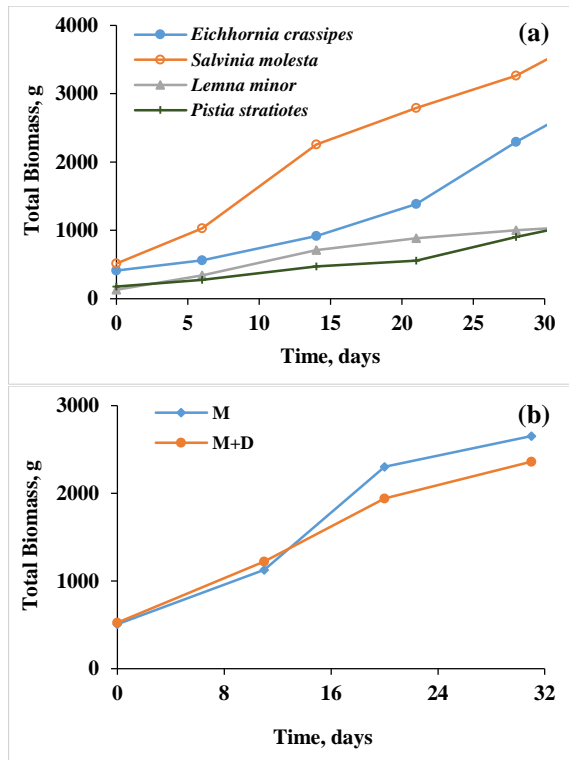 (a)
Eichhornia crassipes
Salvinia molesta
Lemna minor
Pistia stratiotes
4000
3000
2000
1000
0
Total Biomass, g
0 5 10 15 20 25 30
Time, days
(b)
M
M+D
3000
2000
1000
0
Total Biomass, g
0 8 16 24 32
Time, days